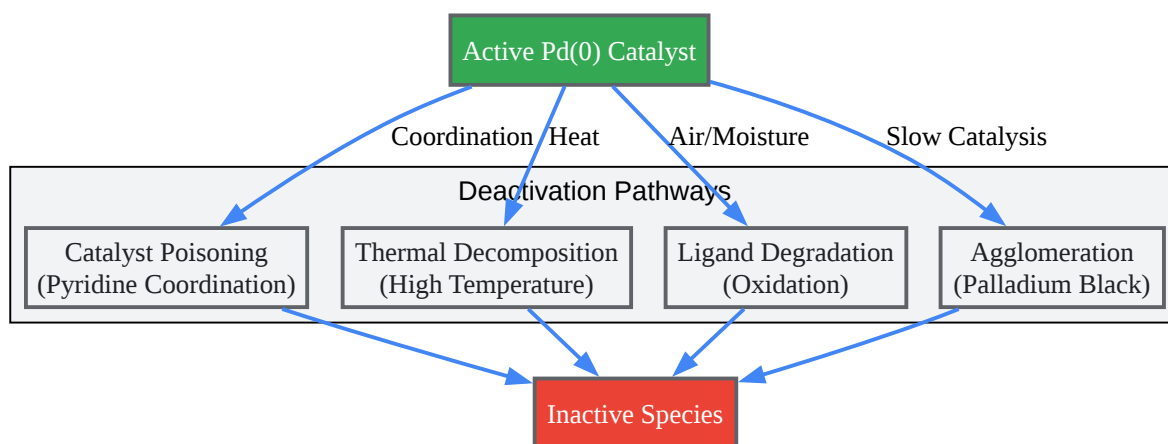 Active Pd(0) Catalyst
Coordination
Heat
Air/Moisture
Slow Catalysis
Deactivation Pathways
Catalyst Poisoning
(Pyridine Coordination)
Thermal Decomposition
(High Temperature)
Ligand Degradation
(Oxidation)
Agglomeration
(Palladium Black)
Inactive Species